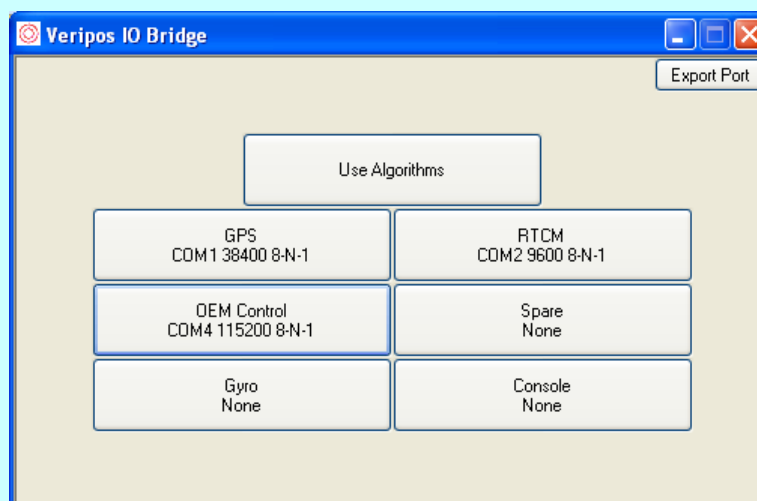 Veripos IO Bridge
Export Port
Use Algorithms
GPS
COM1 38400 8-N-1
RTCM
COM2 9600 8-N-1
OEM Control
COM4 115200 8-N-1
Spare
None
Gyro
None
Console
None